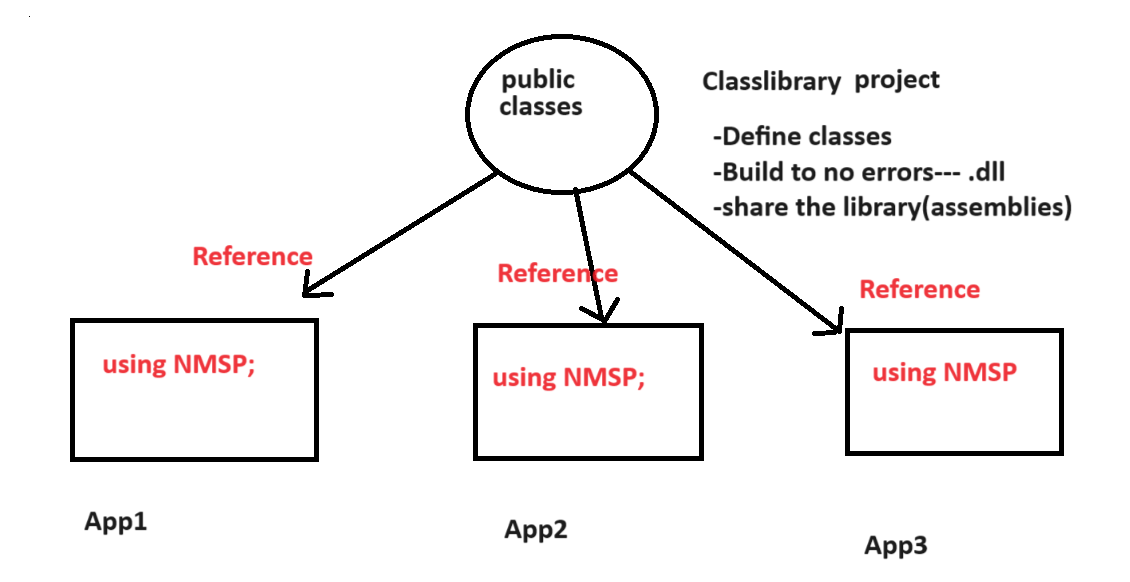 public
classes
Classlibrary project
-Define classes
-Build to no errors--- .dll
-share the library(assemblies)
Reference
Reference
Reference
using NMSP;
using NMSP;
using NMSP
App1
App2
App3